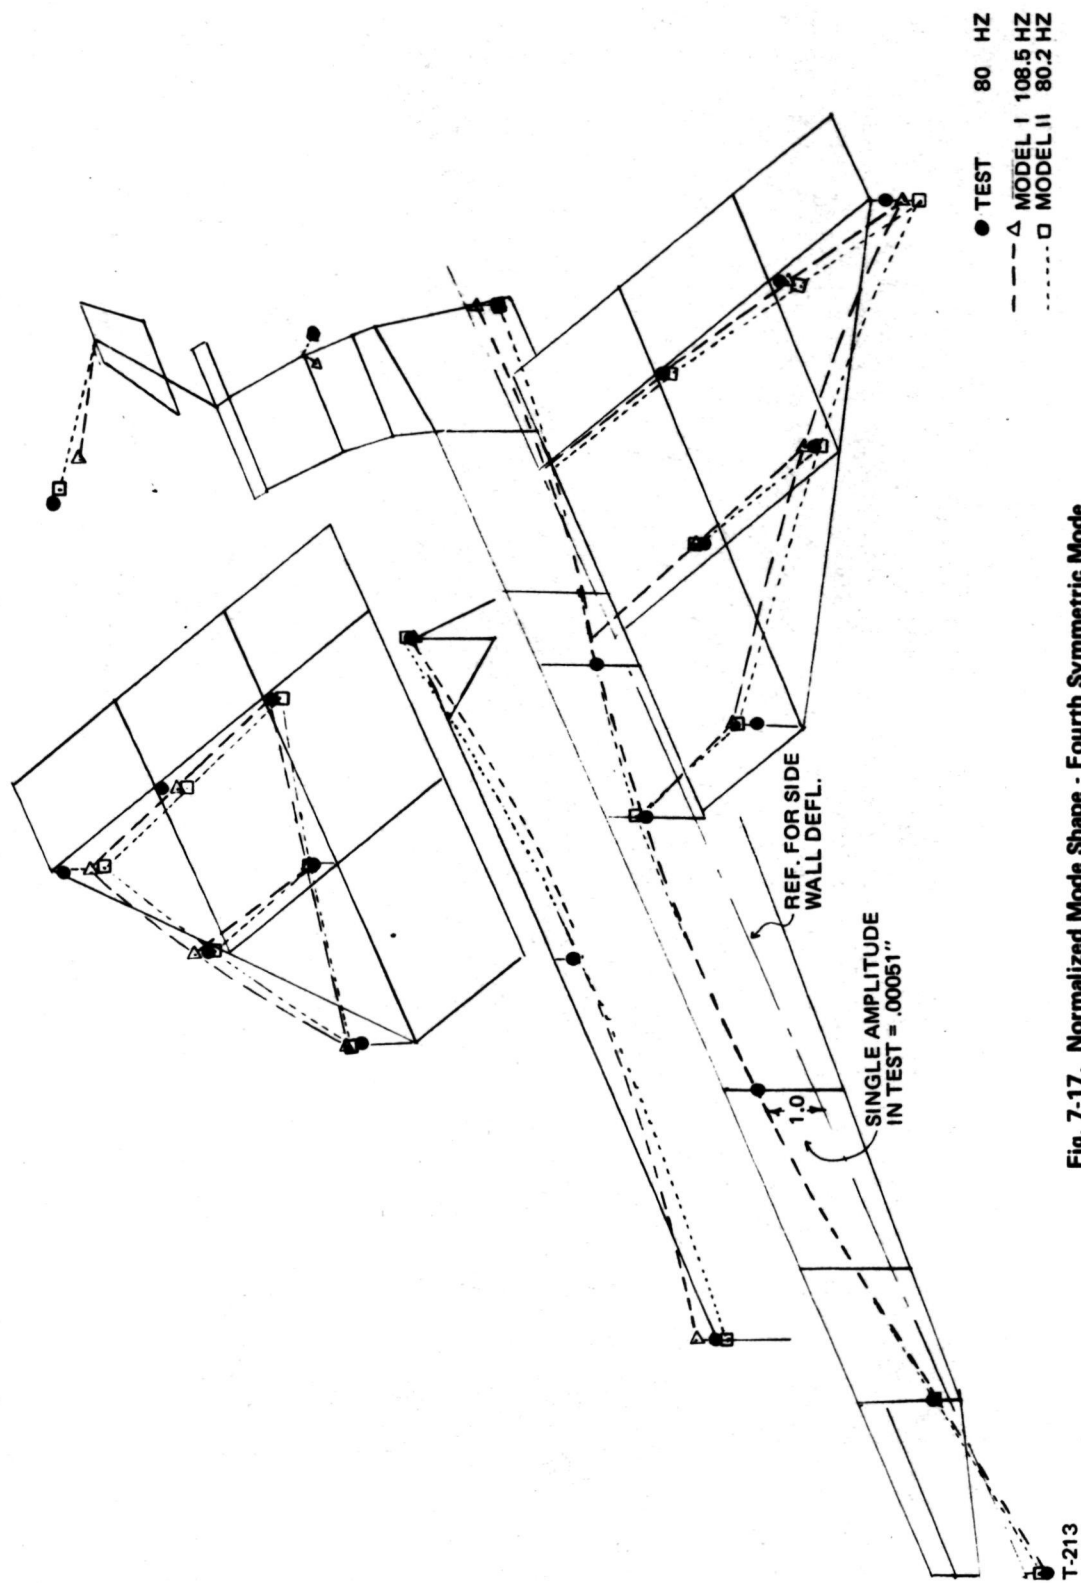 ● TEST 80 HZ
— — △ MODEL I 108.5 HZ
----- □ MODEL II 80.2 HZ
REF. FOR SIDE
WALL DEFL.
1.0
SINGLE AMPLITUDE
IN TEST = .00051"
Fig. 7-17. Normalized Mode Shape - Fourth Symmetric Mode
T-213